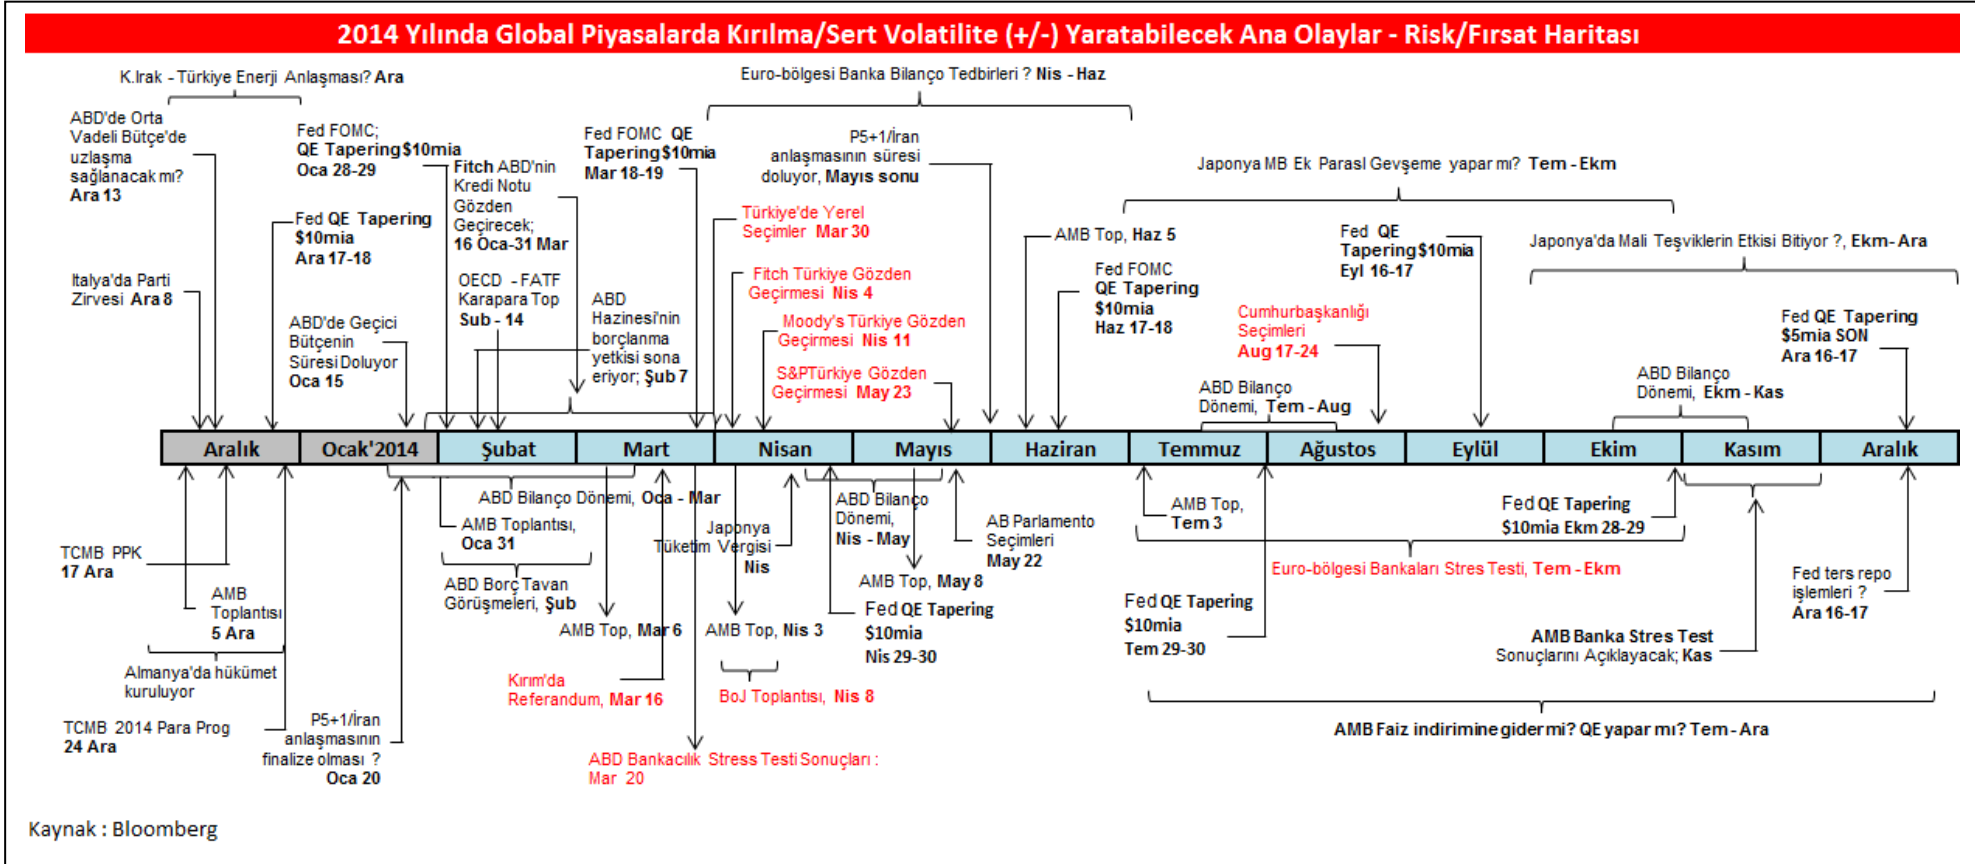 2014 Yılında Global Piyasalarda Kırılma/Sert Volatilite (+/-) Yaratabilecek Ana Olaylar - Risk/Fırsat Haritası
K.Irak - Türkiye Enerji Anlaşması? Ara
Euro-bölgesi Banka Bilanço Tedbirleri ? Nis - Haz
ABD'de Orta
Vadeli Bütçe'de
uzlaşma
sağlanacak mı?
Ara 13
Fed FOMC;
QE Tapering $10mia
Oca 28-29
Fitch ABD'nin
Kredi Notu
Gözden
Geçirecek;
16 Oca-31 Mar
Fed FOMC QE
Tapering $10mia
Mar 18-19
P5+1/İran
anlaşmasının süresi
doluyor, Mayıs sonu
Japonya MB Ek Parasl Gevşeme yapar mı? Tem - Ekm
Fed QE Tapering
$10mia
Ara 17-18
Türkiye'de Yerel
Seçimler Mar 30
AMB Top, Haz 5
Fed QE
Tapering $10mia
Eyl 16-17
Japonya'da Mali Teşviklerin Etkisi Bitiyor ?, Ekm- Ara
Italya'da Parti
Zirvesi Ara 8
OECD - FATF
Karapara Top
Sub - 14
Fitch Türkiye Gözden
Geçirmesi Nis 4
Fed FOMC
QE Tapering
$10mia
Haz 17-18
ABD
Hazinesi'nin
borçlanma
yetkisi sona
eriyor; Şub 7
ABD'de Geçici
Bütçenin
Süresi Doluyor
Oca 15
Moody's Türkiye Gözden
Geçirmesi Nis 11
Cumhurbaşkanlığı
Seçimleri
Aug 17-24
Fed QE Tapering
$5mia SON
Ara 16-17
S&PTürkiye Gözden
Geçirmesi May 23
ABD Bilanço
Dönemi, Tem - Aug
ABD Bilanço
Dönemi, Ekm - Kas
Aralık Ocak'2014 Şubat Mart Nisan Mayıs Haziran Temmuz Ağustos Eylül Ekim Kasım Aralık
ABD Bilanço Dönemi, Oca - Mar
ABD Bilanço
Dönemi,
Nis - May
AMB Top,
Tem 3
Fed QE Tapering
$10mia Ekm 28-29
AMB Toplantısı,
Oca 31
Japonya
Tüketim Vergisi
Nis
AB Parlamento
Seçimleri
May 22
TCMB PPK
17 Ara
Euro-bölgesi Bankaları Stres Testi, Tem - Ekm
ABD Borç Tavan
Görüşmeleri, Şub
AMB Top, May 8
Fed ters repo
işlemleri ?
Ara 16-17
AMB
Toplantısı
5 Ara
Fed QE Tapering
$10mia
Nis 29-30
Fed QE Tapering
$10mia
Tem 29-30
AMB Top, Mar 6
AMB Top, Nis 3
AMB Banka Stres Test
Sonuçlarını Açıklayacak; Kas
Almanya'da hükümet
kuruluyor
Kırım'da
Referandum, Mar 16
BoJ Toplantısı, Nis 8
TCMB 2014 Para Prog
24 Ara
P5+1/İran
anlaşmasının
finalize olması ?
Oca 20
AMB Faiz indirimine gider mi? QE yapar mı? Tem - Ara
ABD Bankacılık Stress Testi Sonuçları :
Mar 20
Kaynak : Bloomberg